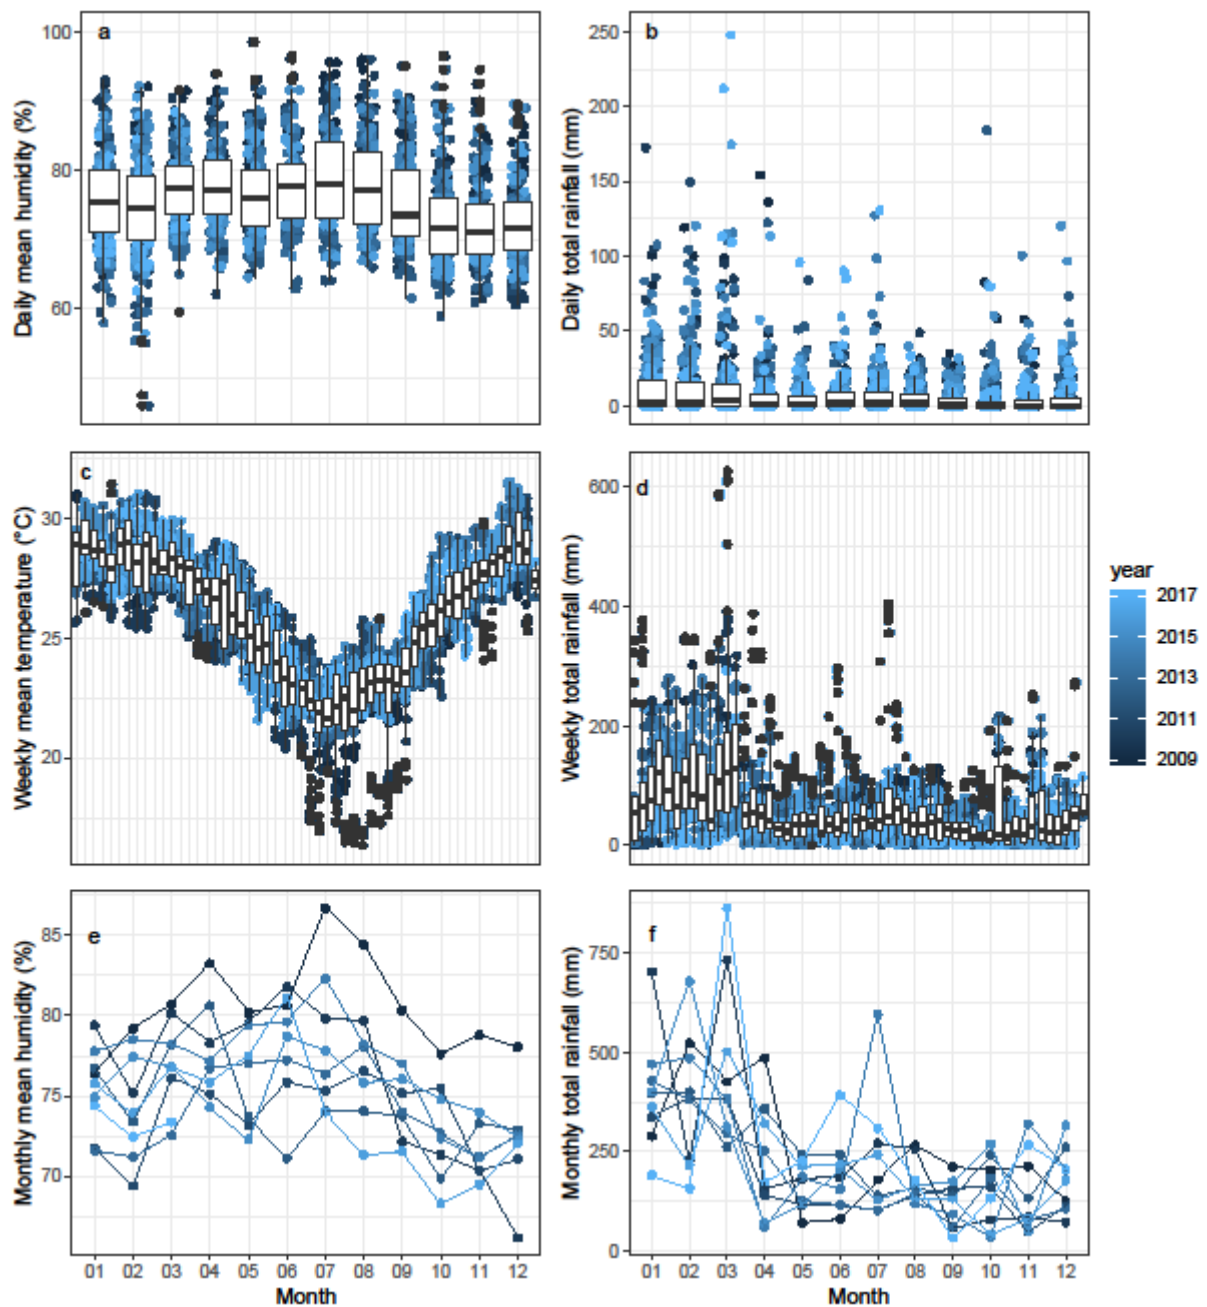 a
100
80
60
Daily mean humidity (%)
b
250
200
150
100
50
0
Daily total rainfall (mm)
c
30
25
20
Weekly mean temperature (°C)
d
600
400
200
0
Weekly total rainfall (mm)
year
2017
2015
2013
2011
2009
e
85
80
75
70
Monthly mean humidity (%)
01 02 03 04 05 06 07 08 09 10 11 12
Month
f
750
500
250
0
Monthly total rainfall (mm)
01 02 03 04 05 06 07 08 09 10 11 12
Month